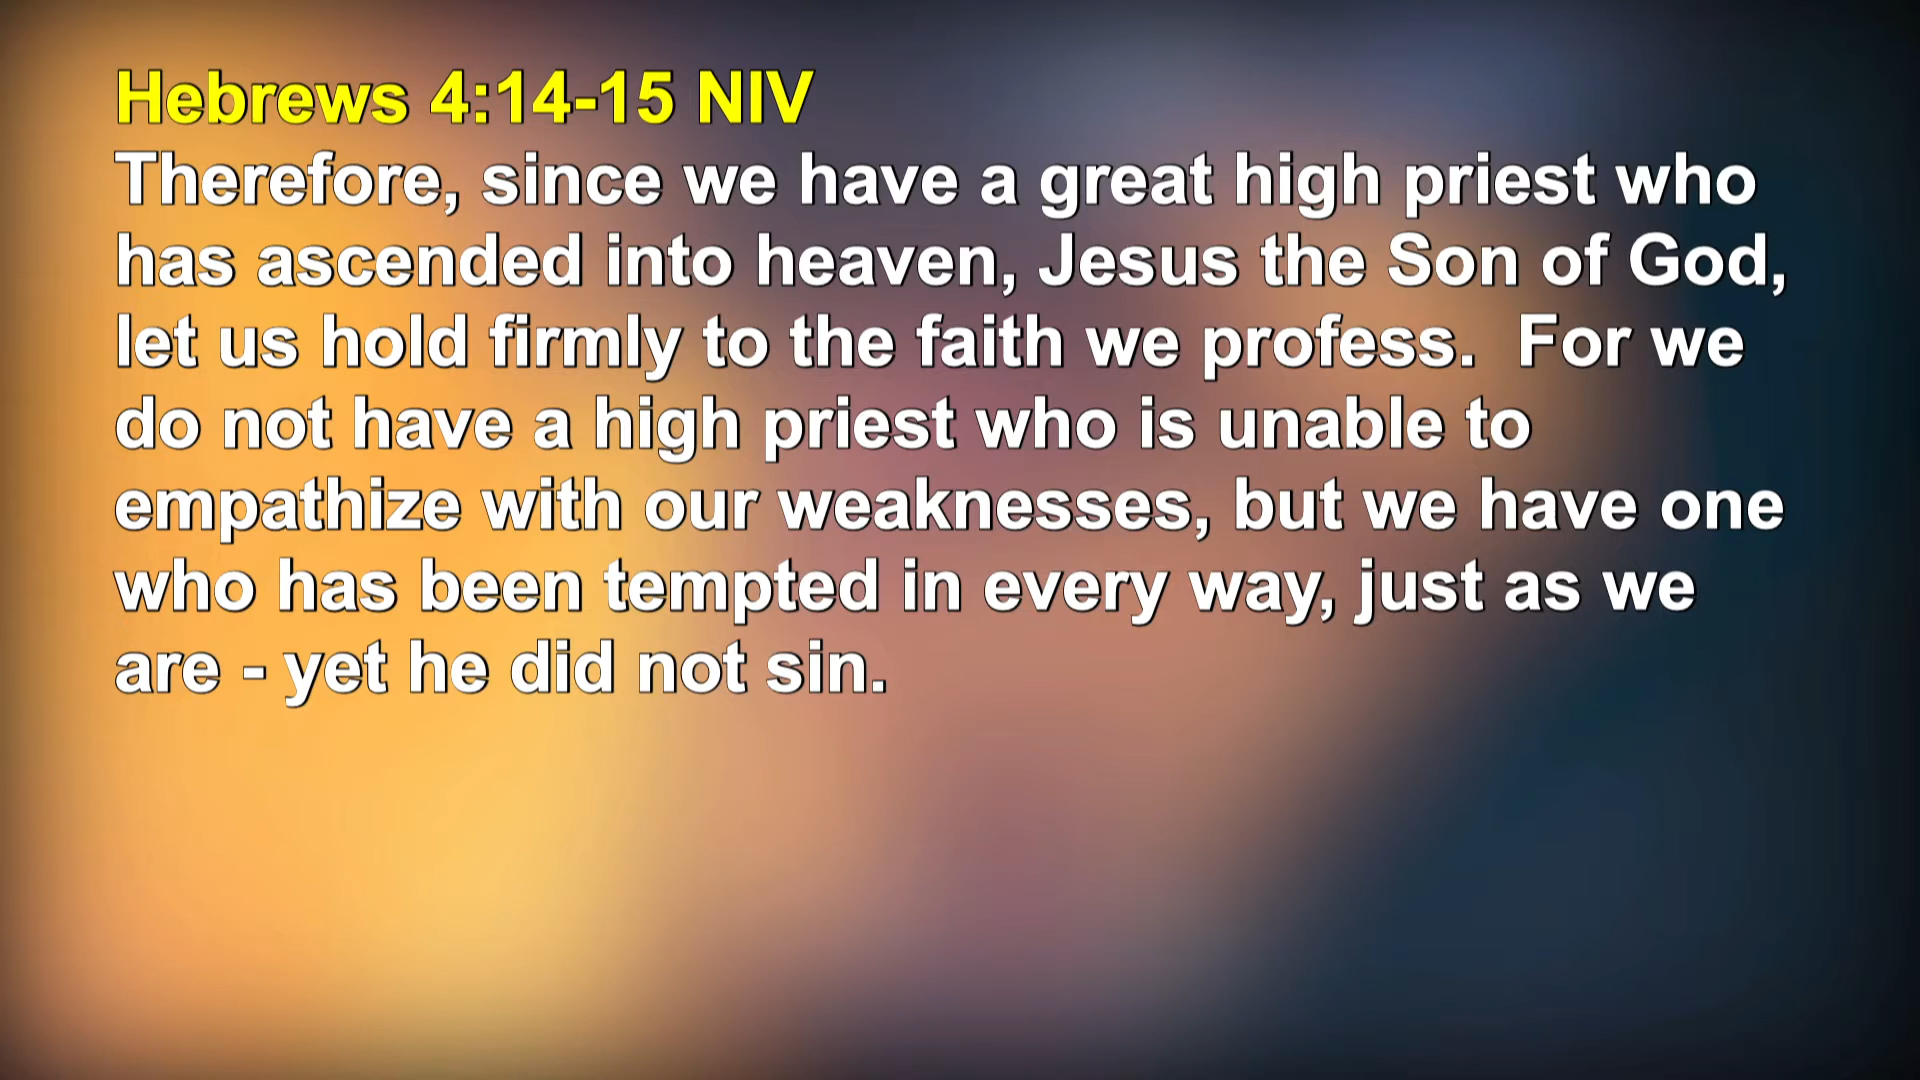 Hebrews 4:14-15 NIV
Therefore, since we have a great high priest who
has ascended into heaven, Jesus the Son of God,
let us hold firmly to the faith we profess.  For we
do not have a high priest who is unable to
empathize with our weaknesses, but we have one
who has been tempted in every way, just as we
are - yet he did not sin.